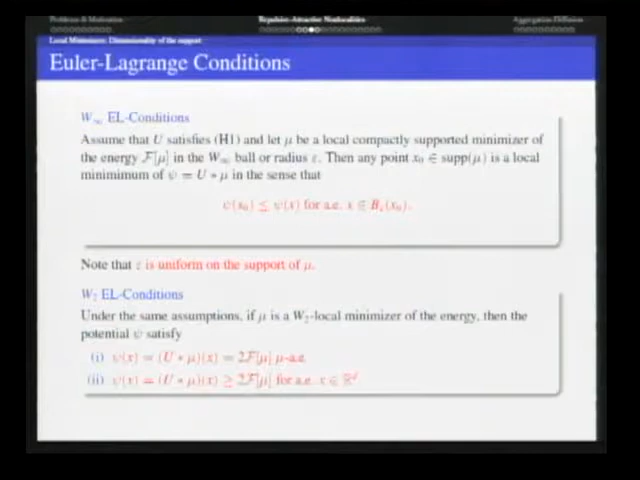 Problems & Motivation Repulsive-Attractive Nonlocalities Aggregation-Diffusion
Local Minimizers: Dimensionality of the support
Euler-Lagrange Conditions
W∞ EL-Conditions
Assume that U satisfies (H1) and let μ be a local compactly supported minimizer of
the energy F[μ] in the W∞ ball or radius ε. Then any point x₀ ∈ supp(μ) is a local
minimimum of ψ = U ∗ μ in the sense that
ψ(x₀) ≤ ψ(x) for a.e. x ∈ Bε(x₀).
Note that ε is uniform on the support of μ.
W₂ EL-Conditions
Under the same assumptions, if μ is a W₂-local minimizer of the energy, then the
potential ψ satisfy
(i) ψ(x) = (U ∗ μ)(x) = 2F[μ] μ-a.e.
(ii) ψ(x) = (U ∗ μ)(x) ≥ 2F[μ] for a.e. x ∈ ℝᵈ